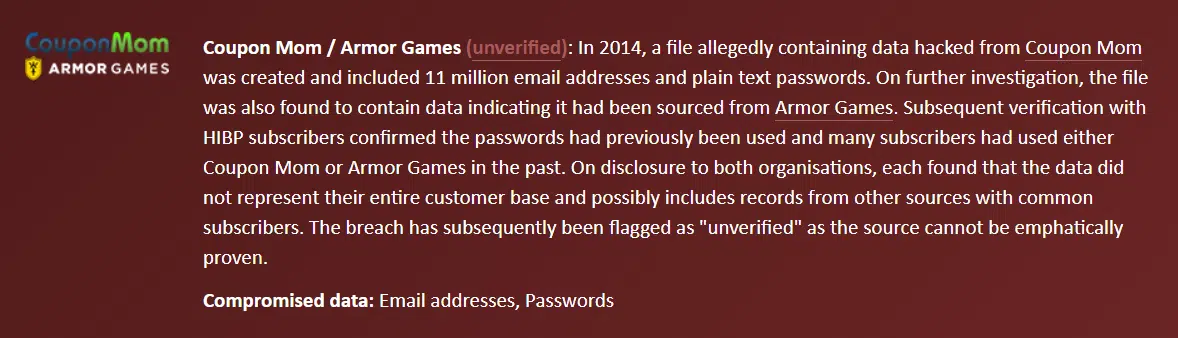 CouponMom
ARMOR GAMES
Coupon Mom / Armor Games (unverified): In 2014, a file allegedly containing data hacked from Coupon Mom
was created and included 11 million email addresses and plain text passwords. On further investigation, the file
was also found to contain data indicating it had been sourced from Armor Games. Subsequent verification with
HIBP subscribers confirmed the passwords had previously been used and many subscribers had used either
Coupon Mom or Armor Games in the past. On disclosure to both organisations, each found that the data did
not represent their entire customer base and possibly includes records from other sources with common
subscribers. The breach has subsequently been flagged as "unverified" as the source cannot be emphatically
proven.
Compromised data: Email addresses, Passwords